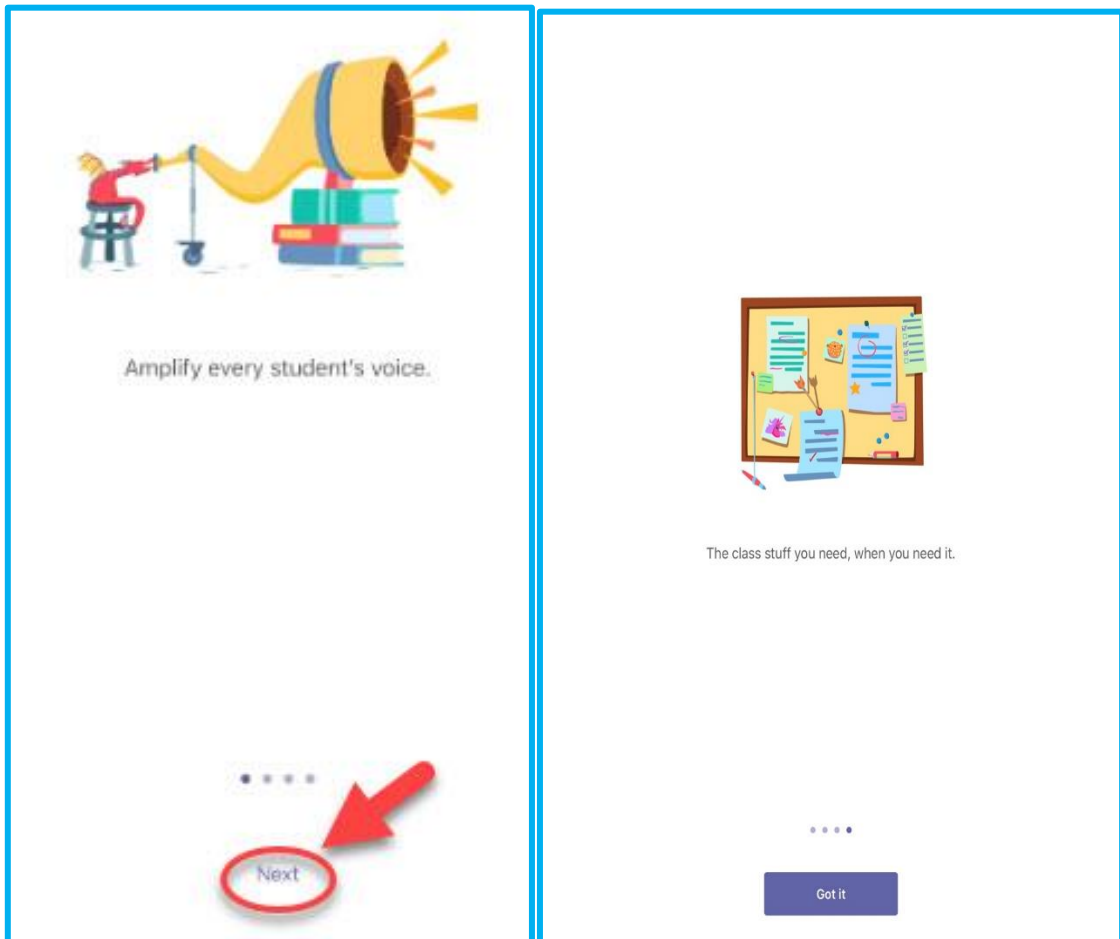 Amplify every student's voice.
Next
The class stuff you need, when you need it.
Got it